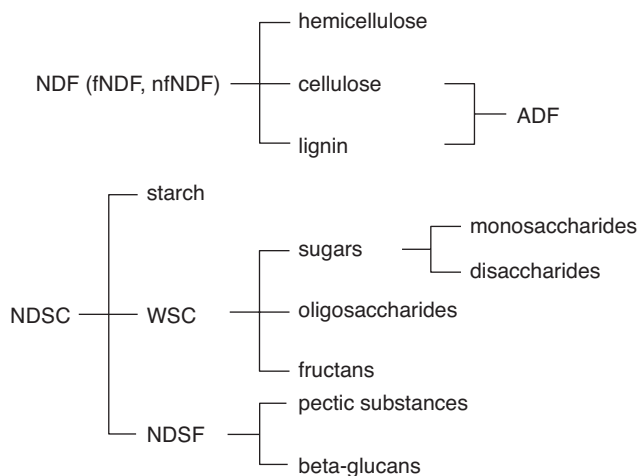 hemicellulose
NDF (fNDF, nfNDF)
cellulose
ADF
lignin
starch
monosaccharides
sugars
disaccharides
NDSC
WSC
oligosaccharides
fructans
pectic substances
NDSF
beta-glucans